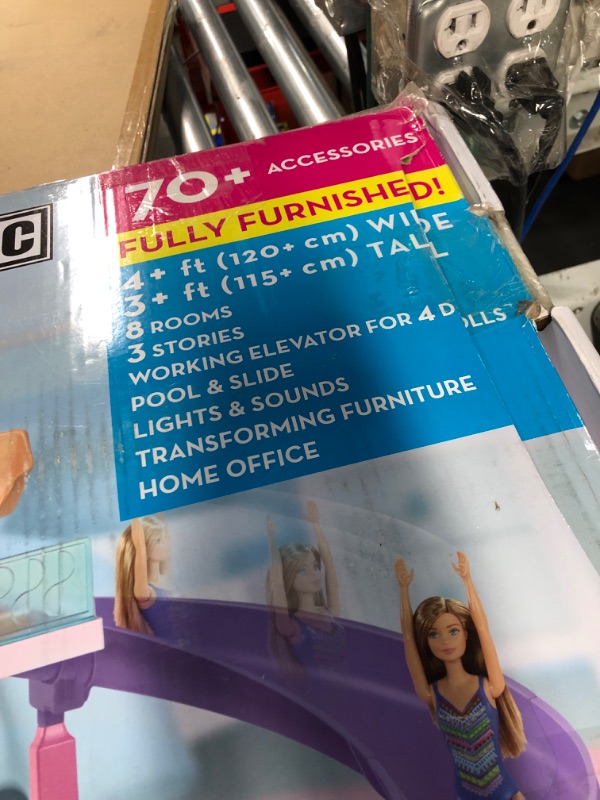 70+ ACCESSORIES
FULLY FURNISHED!
4+ ft (120+ cm) WIDE
3+ ft (115+ cm) TALL
8 ROOMS
3 STORIES
WORKING ELEVATOR FOR 4 DOLLS
POOL & SLIDE
LIGHTS & SOUNDS
TRANSFORMING FURNITURE
HOME OFFICE
C